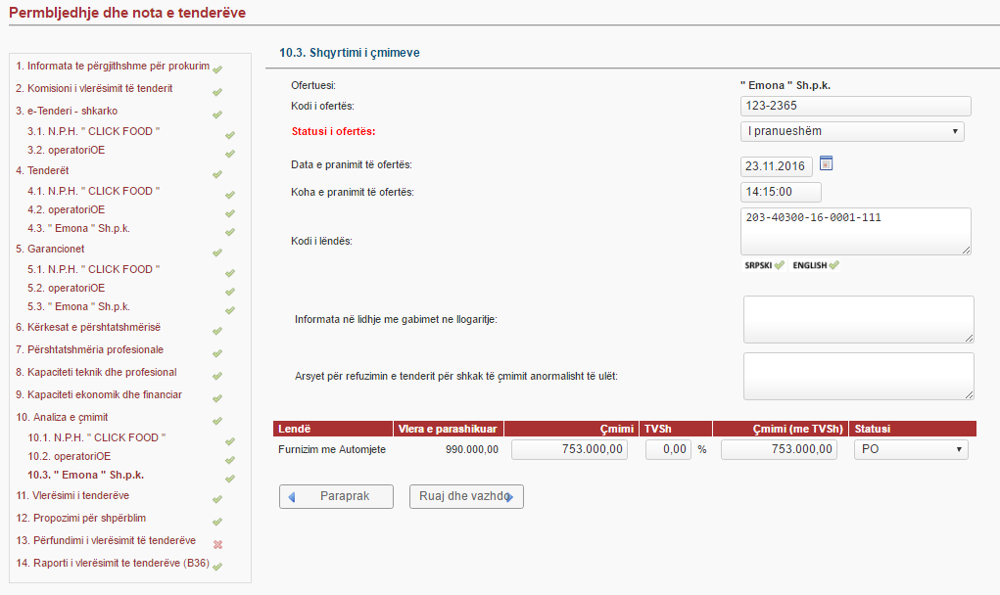 Permbljedhje dhe nota e tenderëve
1. Informata te përgjithshme për prokurim
2. Komisioni i vlerësimit të tenderit
3. e-Tenderi - shkarko
3.1. N.P.H. " CLICK FOOD "
3.2. operatoriOE
4. Tenderët
4.1. N.P.H. " CLICK FOOD "
4.2. operatoriOE
4.3. " Emona " Sh.p.k.
5. Garancionet
5.1. N.P.H. " CLICK FOOD "
5.2. operatoriOE
5.3. " Emona " Sh.p.k.
6. Kërkesat e përshtatshmërisë
7. Përshtatshmëria profesionale
8. Kapaciteti teknik dhe profesional
9. Kapaciteti ekonomik dhe financiar
10. Analiza e çmimit
10.1. N.P.H. " CLICK FOOD "
10.2. operatoriOE
10.3. " Emona " Sh.p.k.
11. Vlerësimi i tenderëve
12. Propozimi për shpërblim
13. Përfundimi i vlerësimit të tenderëve
14. Raporti i vlerësimit te tenderëve (B36)
10.3. Shqyrtimi i çmimeve
Ofertuesi: " Emona " Sh.p.k.
Kodi i ofertës: 123-2365
Statusi i ofertës: I pranueshëm
Data e pranimit të ofertës: 23.11.2016
Koha e pranimit të ofertës: 14:15:00
Kodi i lëndës: 203-40300-16-0001-111
SRPSKI ENGLISH
Informata në lidhje me gabimet ne llogaritje:
Arsyet për refuzimin e tenderit për shkak të çmimit anormalisht të ulët:
Lendë Vlera e parashikuar Çmimi TVSh Çmimi (me TVSh) Statusi
Furnizim me Automjete 990.000,00 753.000,00 0,00 % 753.000,00 PO
Paraprak Ruaj dhe vazhdo